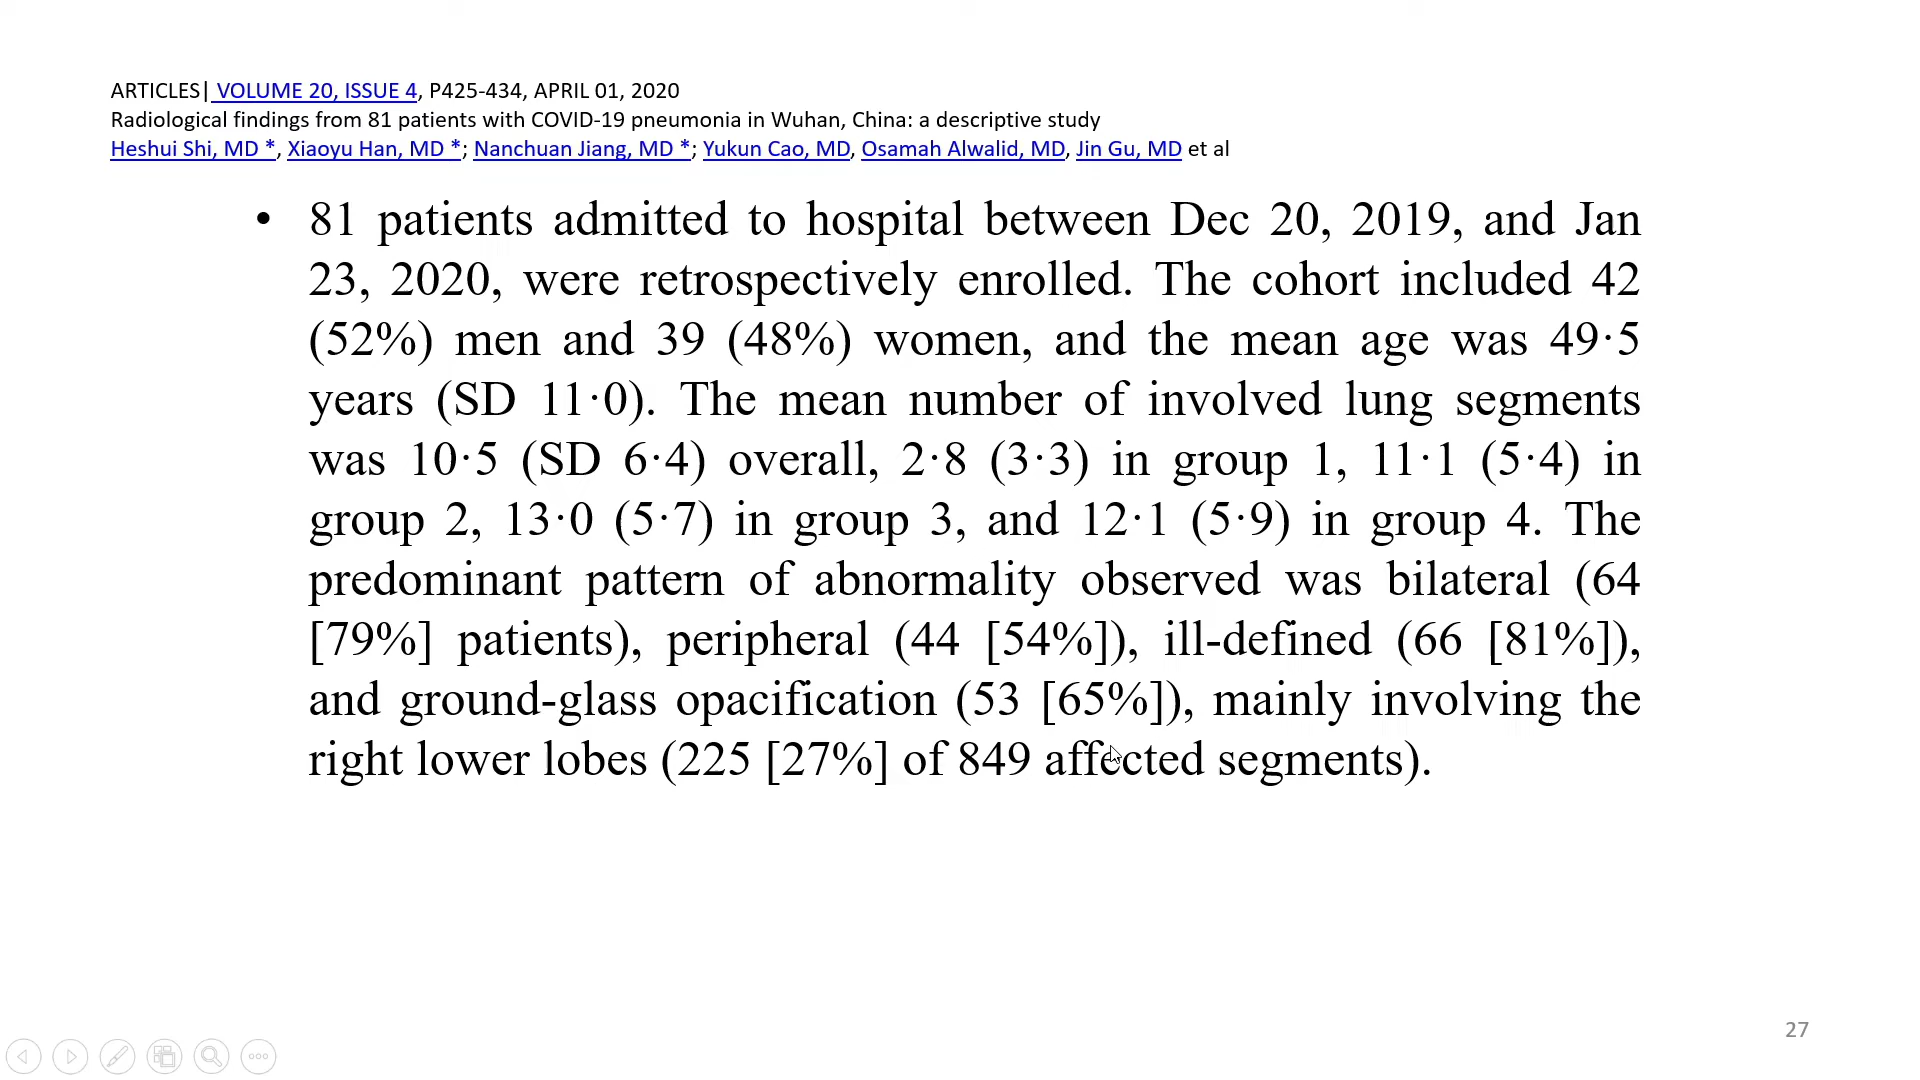 ARTICLES| VOLUME 20, ISSUE 4, P425-434, APRIL 01, 2020
Radiological findings from 81 patients with COVID-19 pneumonia in Wuhan, China: a descriptive study
Heshui Shi, MD *, Xiaoyu Han, MD *; Nanchuan Jiang, MD *; Yukun Cao, MD, Osamah Alwalid, MD, Jin Gu, MD et al
• 81 patients admitted to hospital between Dec 20, 2019, and Jan
23, 2020, were retrospectively enrolled. The cohort included 42
(52%) men and 39 (48%) women, and the mean age was 49·5
years (SD 11·0). The mean number of involved lung segments
was 10·5 (SD 6·4) overall, 2·8 (3·3) in group 1, 11·1 (5·4) in
group 2, 13·0 (5·7) in group 3, and 12·1 (5·9) in group 4. The
predominant pattern of abnormality observed was bilateral (64
[79%] patients), peripheral (44 [54%]), ill-defined (66 [81%]),
and ground-glass opacification (53 [65%]), mainly involving the
right lower lobes (225 [27%] of 849 affected segments).
27